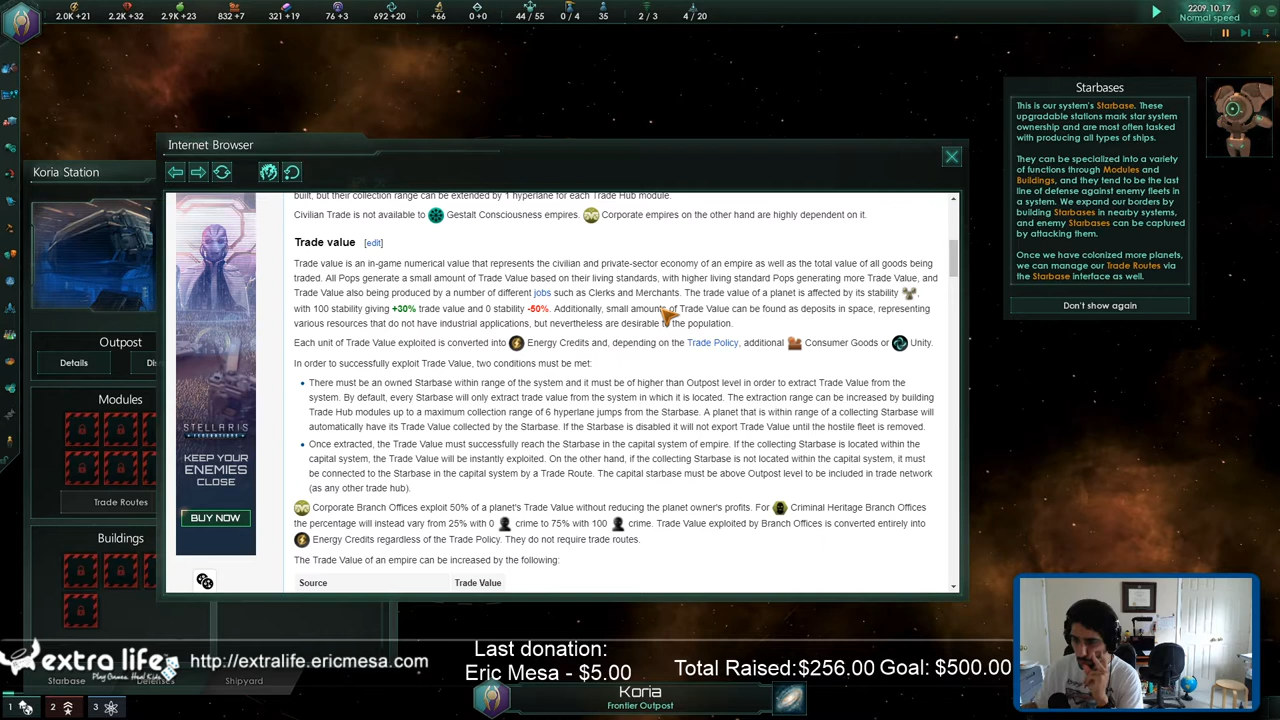 2.0K +21
2.2K +32
2.9K +23
832 +7
321 +19
76 +3
692 +20
+66
0 +0
44 / 55
0 / 4
35
2 / 3
4 / 20
2209.10.17
Normal speed
Koria Station
Outpost
Details
Modules
Trade Routes
Buildings
Starbase
Defenses
Shipyard
Internet Browser
built, but their collection range can be extended by 1 hyperlane for each Trade Hub module.
Civilian Trade is not available to Gestalt Consciousness empires. Corporate empires on the other hand are highly dependent on it.
Trade value [edit]
Trade value is an in-game numerical value that represents the civilian and private-sector economy of an empire as well as the total value of all goods being
traded. All Pops generate a small amount of Trade Value based on their living standards, with higher living standard Pops generating more Trade Value, and
Trade Value also being produced by a number of different jobs such as Clerks and Merchants. The trade value of a planet is affected by its stability ,
with 100 stability giving +30% trade value and 0 stability -50%. Additionally, small amounts of Trade Value can be found as deposits in space, representing
various resources that do not have industrial applications, but nevertheless are desirable to the population.
Each unit of Trade Value exploited is converted into Energy Credits and, depending on the Trade Policy, additional Consumer Goods or Unity.
In order to successfully exploit Trade Value, two conditions must be met:
• There must be an owned Starbase within range of the system and it must be of higher than Outpost level in order to extract Trade Value from the
system. By default, every Starbase will only extract trade value from the system in which it is located. The extraction range can be increased by building
Trade Hub modules up to a maximum collection range of 6 hyperlane jumps from the Starbase. A planet that is within range of a collecting Starbase will
automatically have its Trade Value collected by the Starbase. If the Starbase is disabled it will not export Trade Value until the hostile fleet is removed.
• Once extracted, the Trade Value must successfully reach the Starbase in the capital system of empire. If the collecting Starbase is located within the
capital system, the Trade Value will be instantly exploited. On the other hand, if the collecting Starbase is not located within the capital system, it must
be connected to the Starbase in the capital system by a Trade Route. The capital starbase must be above Outpost level to be included in trade network
(as any other trade hub).
Corporate Branch Offices exploit 50% of a planet's Trade Value without reducing the planet owner's profits. For Criminal Heritage Branch Offices
the percentage will instead vary from 25% with 0 crime to 75% with 100 crime. Trade Value exploited by Branch Offices is converted entirely into
Energy Credits regardless of the Trade Policy. They do not require trade routes.
The Trade Value of an empire can be increased by the following:
Source Trade Value
STELLARIS
FEDERATIONS
KEEP YOUR
ENEMIES
CLOSE
BUY NOW
Starbases
This is our system's Starbase. These
upgradable stations mark star system
ownership and are most often tasked
with producing all types of ships.
They can be specialized into a variety
of functions through Modules and
Buildings, and they tend to be the last
line of defense against enemy fleets in
a system. We expand our borders by
building Starbases in nearby systems,
and enemy Starbases can be captured
by attacking them.
Once we have colonized more planets,
we can manage our Trade Routes via
the Starbase interface as well.
Don't show again
extra life
Play Games. Heal Kids.
http://extralife.ericmesa.com
Last donation:
Eric Mesa - $5.00
Total Raised:$256.00 Goal: $500.00
Koria
Frontier Outpost
1
2
3